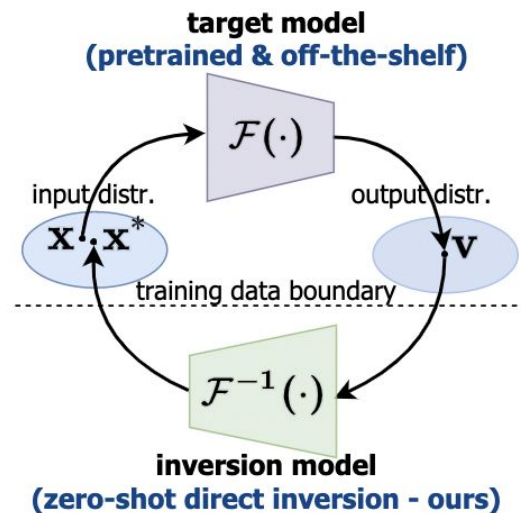 target model
(pretrained & off-the-shelf)
F(·)
input distr.
output distr.
x x*
v
training data boundary
F⁻¹(·)
inversion model
(zero-shot direct inversion - ours)